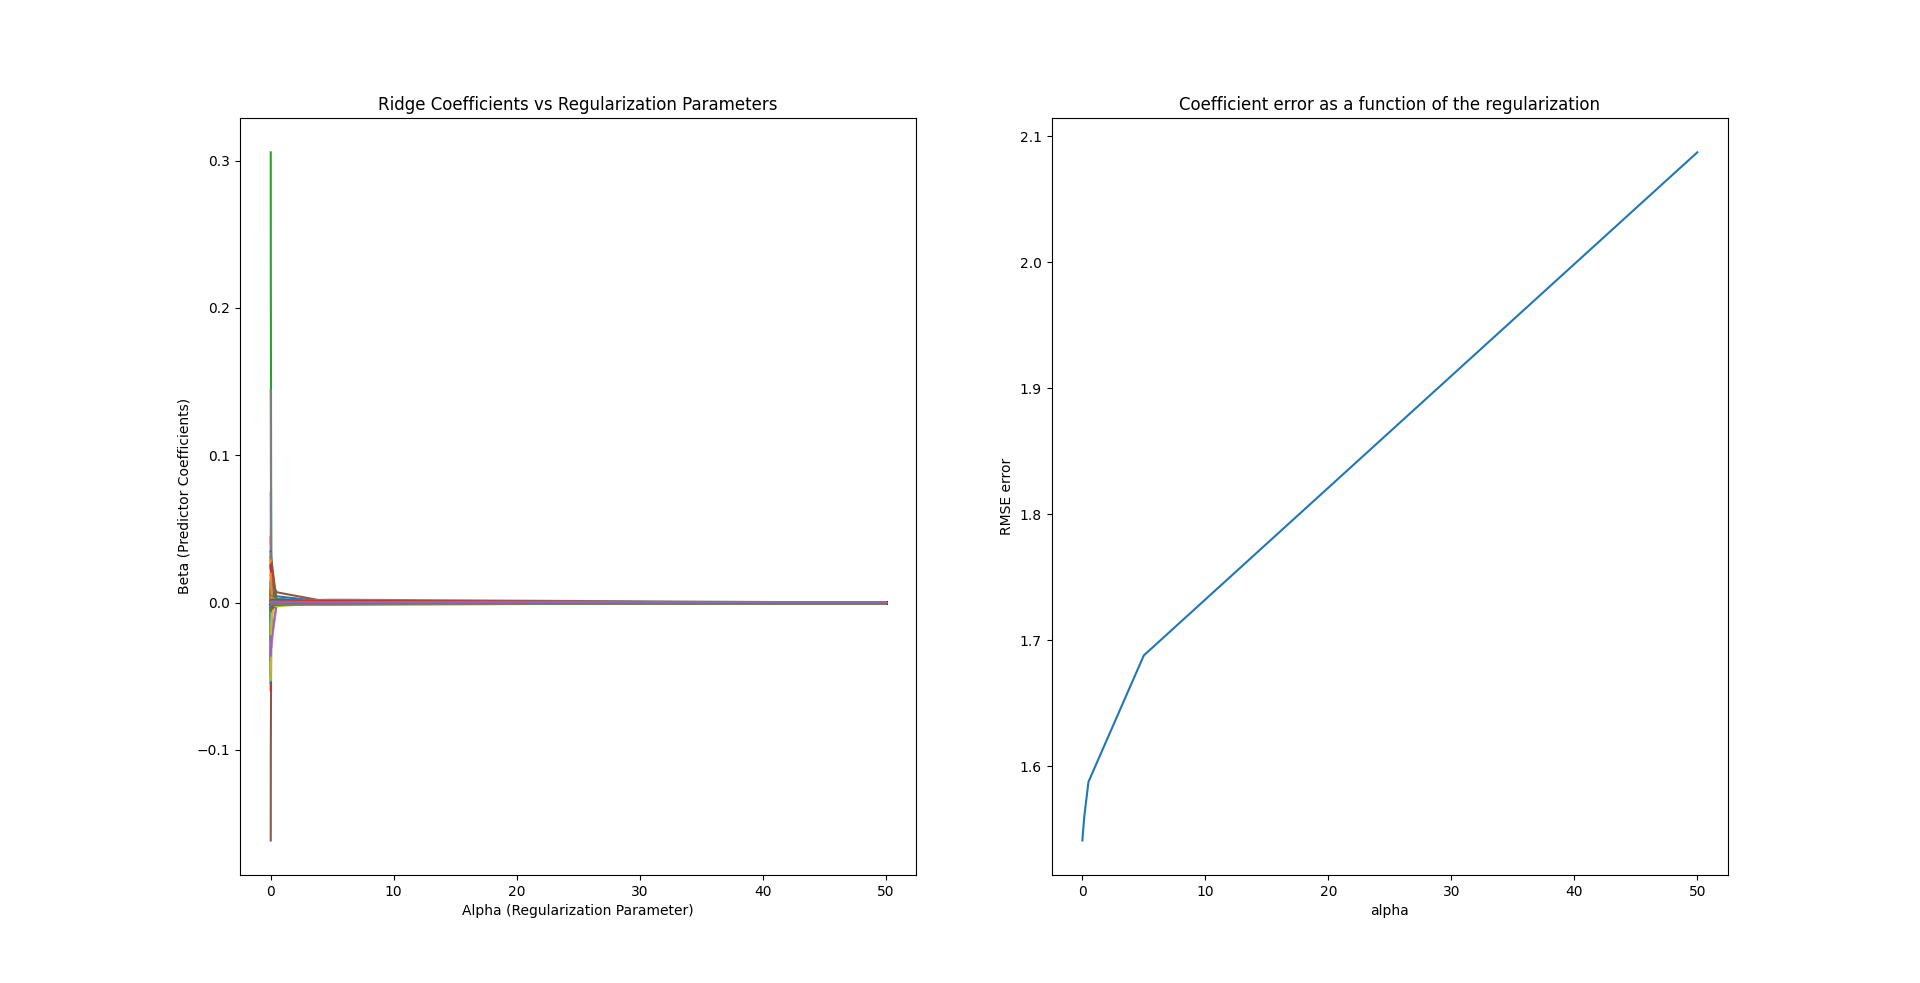 Ridge Coefficients vs Regularization Parameters
Beta (Predictor Coefficients)
0.3
0.2
0.1
0.0
−0.1
0 10 20 30 40 50
Alpha (Regularization Parameter)
Coefficient error as a function of the regularization
RMSE error
2.1
2.0
1.9
1.8
1.7
1.6
0 10 20 30 40 50
alpha